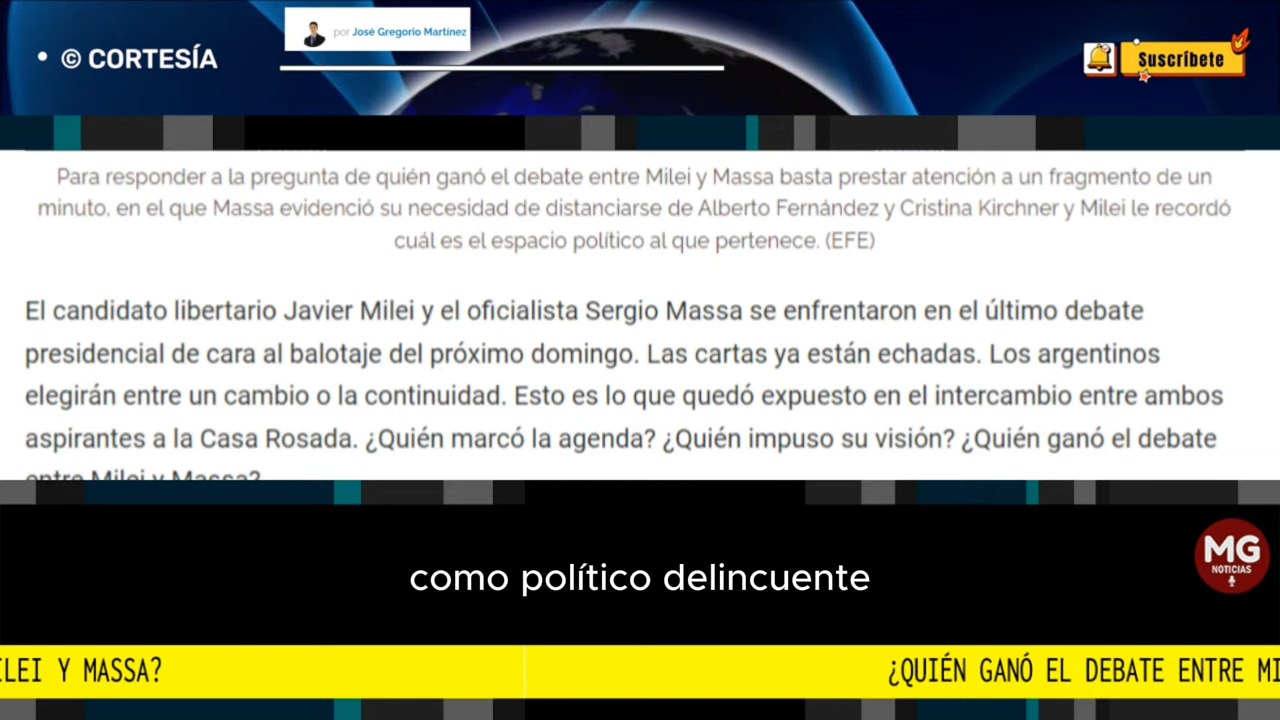 por José Gregorio Martínez
• © CORTESÍA
Suscríbete
Para responder a la pregunta de quién ganó el debate entre Milei y Massa basta prestar atención a un fragmento de un
minuto, en el que Massa evidenció su necesidad de distanciarse de Alberto Fernández y Cristina Kirchner y Milei le recordó
cuál es el espacio político al que pertenece. (EFE)
El candidato libertario Javier Milei y el oficialista Sergio Massa se enfrentaron en el último debate
presidencial de cara al balotaje del próximo domingo. Las cartas ya están echadas. Los argentinos
elegirán entre un cambio o la continuidad. Esto es lo que quedó expuesto en el intercambio entre ambos
aspirantes a la Casa Rosada. ¿Quién marcó la agenda? ¿Quién impuso su visión? ¿Quién ganó el debate
entre Milei y Massa?
MG
NOTICIAS
como político delincuente
LEI Y MASSA?
¿QUIÉN GANÓ EL DEBATE ENTRE MI